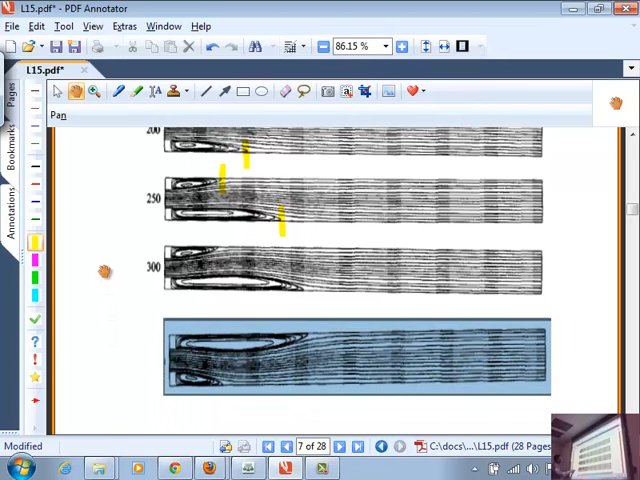 L15.pdf* - PDF Annotator
File Edit Tool View Extras Window Help
86.15 %
L15.pdf*
Pan
Pages
Bookmarks
Annotations
200
250
300
7 of 28
C:\docs...\L15.pdf (28 Pages
Modified